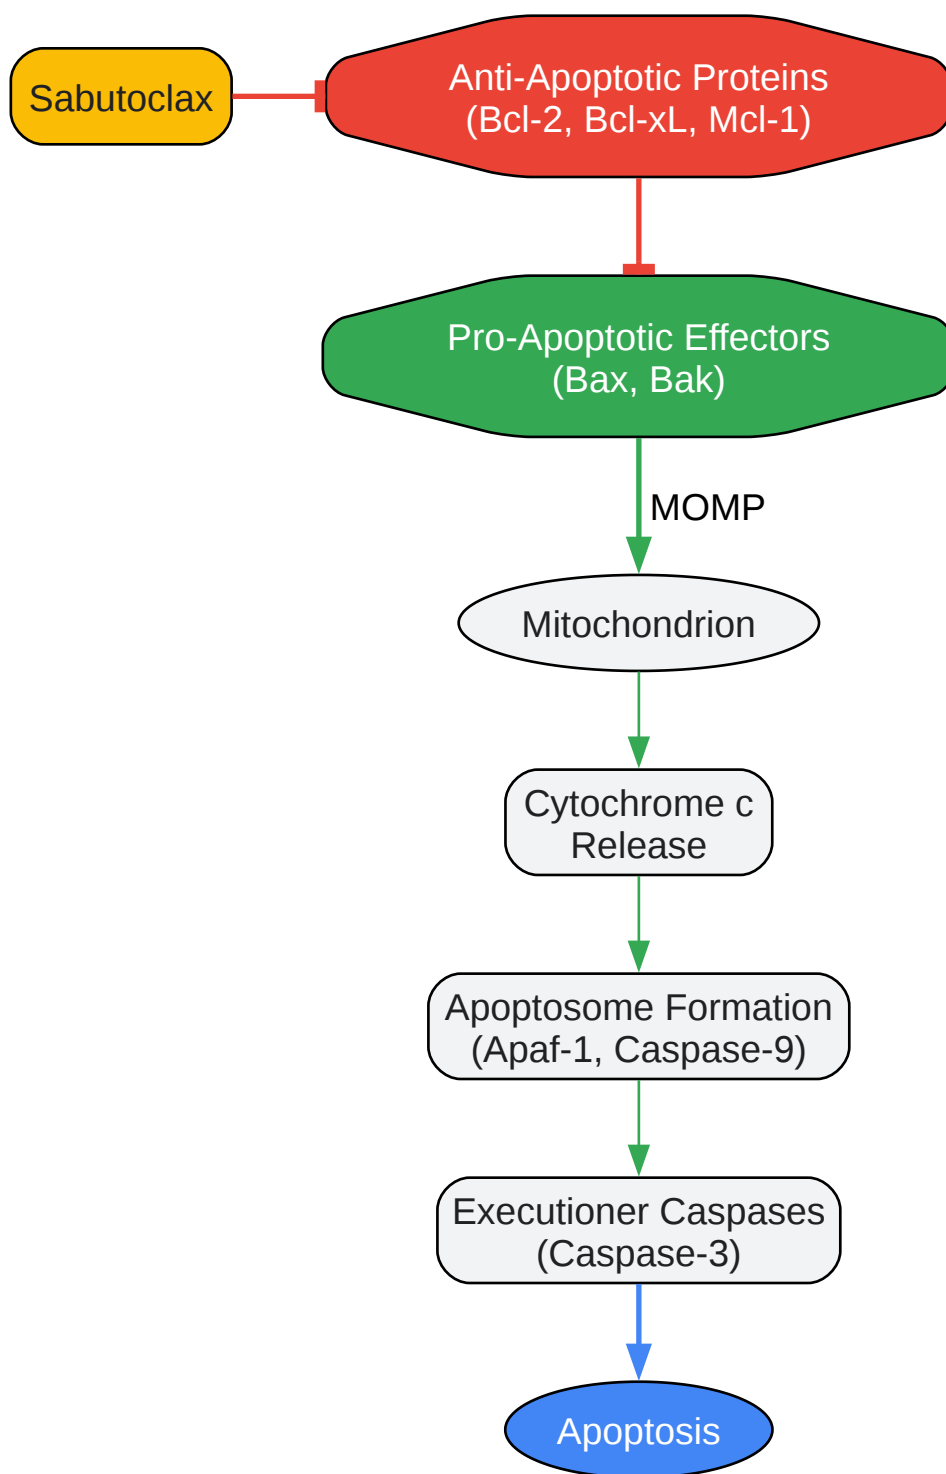 Sabutoclax
Anti-Apoptotic Proteins
(Bcl-2, Bcl-xL, Mcl-1)
Pro-Apoptotic Effectors
(Bax, Bak)
MOMP
Mitochondrion
Cytochrome c
Release
Apoptosome Formation
(Apaf-1, Caspase-9)
Executioner Caspases
(Caspase-3)
Apoptosis